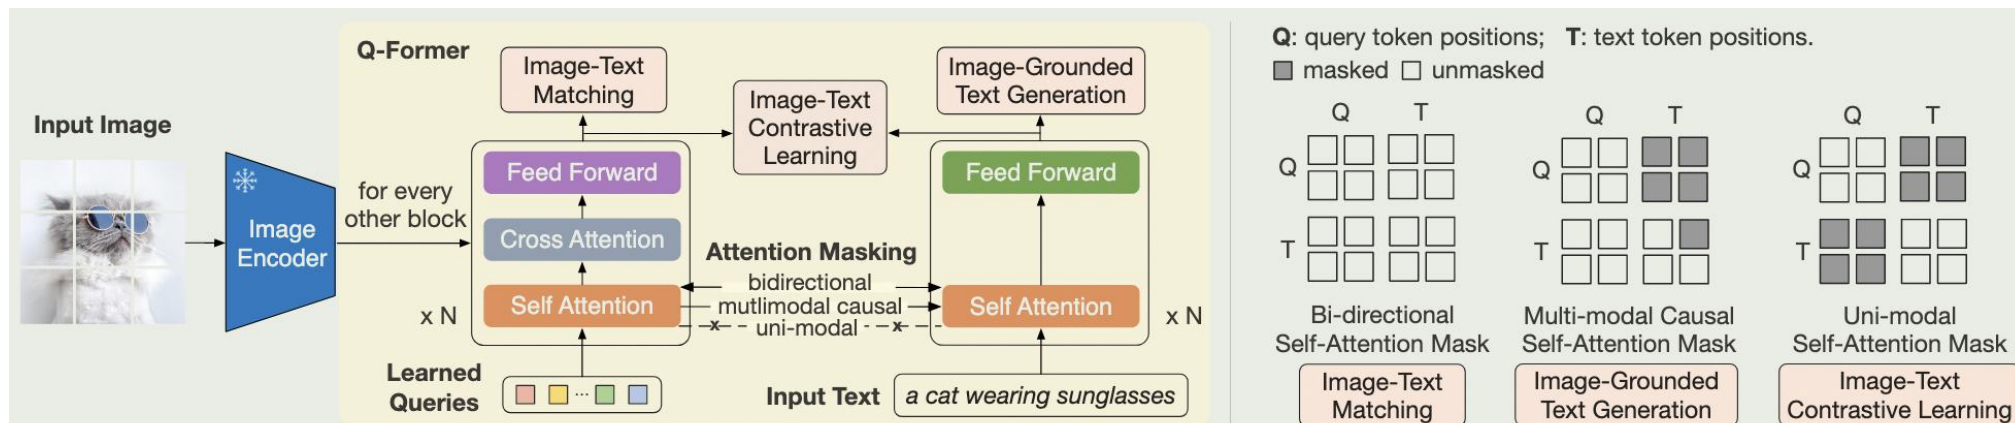 Q-Former
Input Image
Image
Encoder
for every
other block
Image-Text
Matching
Image-Text
Contrastive
Learning
Image-Grounded
Text Generation
Feed Forward
Cross Attention
Self Attention
x N
Attention Masking
bidirectional
mutlimodal causal
-x- - uni-modal - -x-
Feed Forward
Self Attention
x N
Learned
Queries
...
Input Text
a cat wearing sunglasses
Q: query token positions; T: text token positions.
masked unmasked
Q T
Q
T
Bi-directional
Self-Attention Mask
Image-Text
Matching
Q T
Q
T
Multi-modal Causal
Self-Attention Mask
Image-Grounded
Text Generation
Q T
Q
T
Uni-modal
Self-Attention Mask
Image-Text
Contrastive Learning